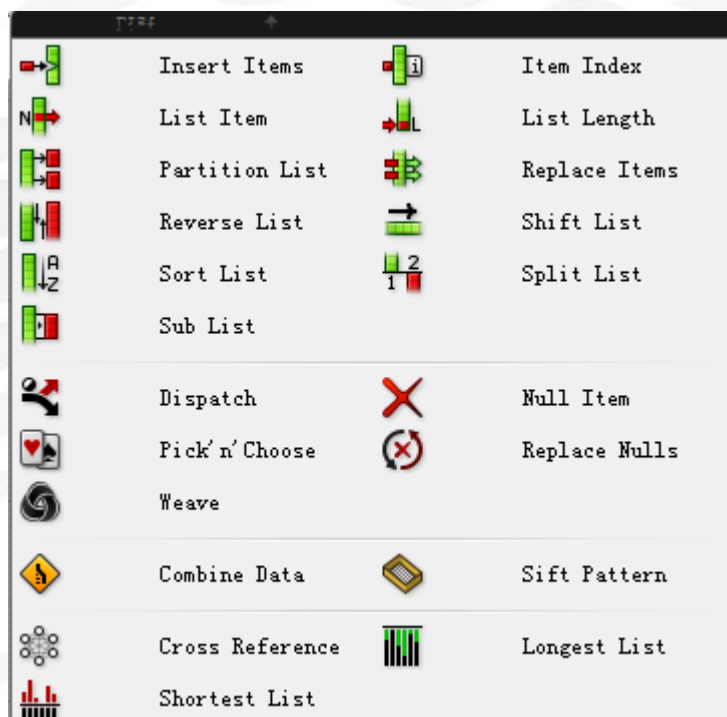 Insert Items Item Index
List Item List Length
Partition List Replace Items
Reverse List Shift List
Sort List Split List
Sub List
Dispatch Null Item
Pick'n'Choose Replace Nulls
Weave
Combine Data Sift Pattern
Cross Reference Longest List
Shortest List